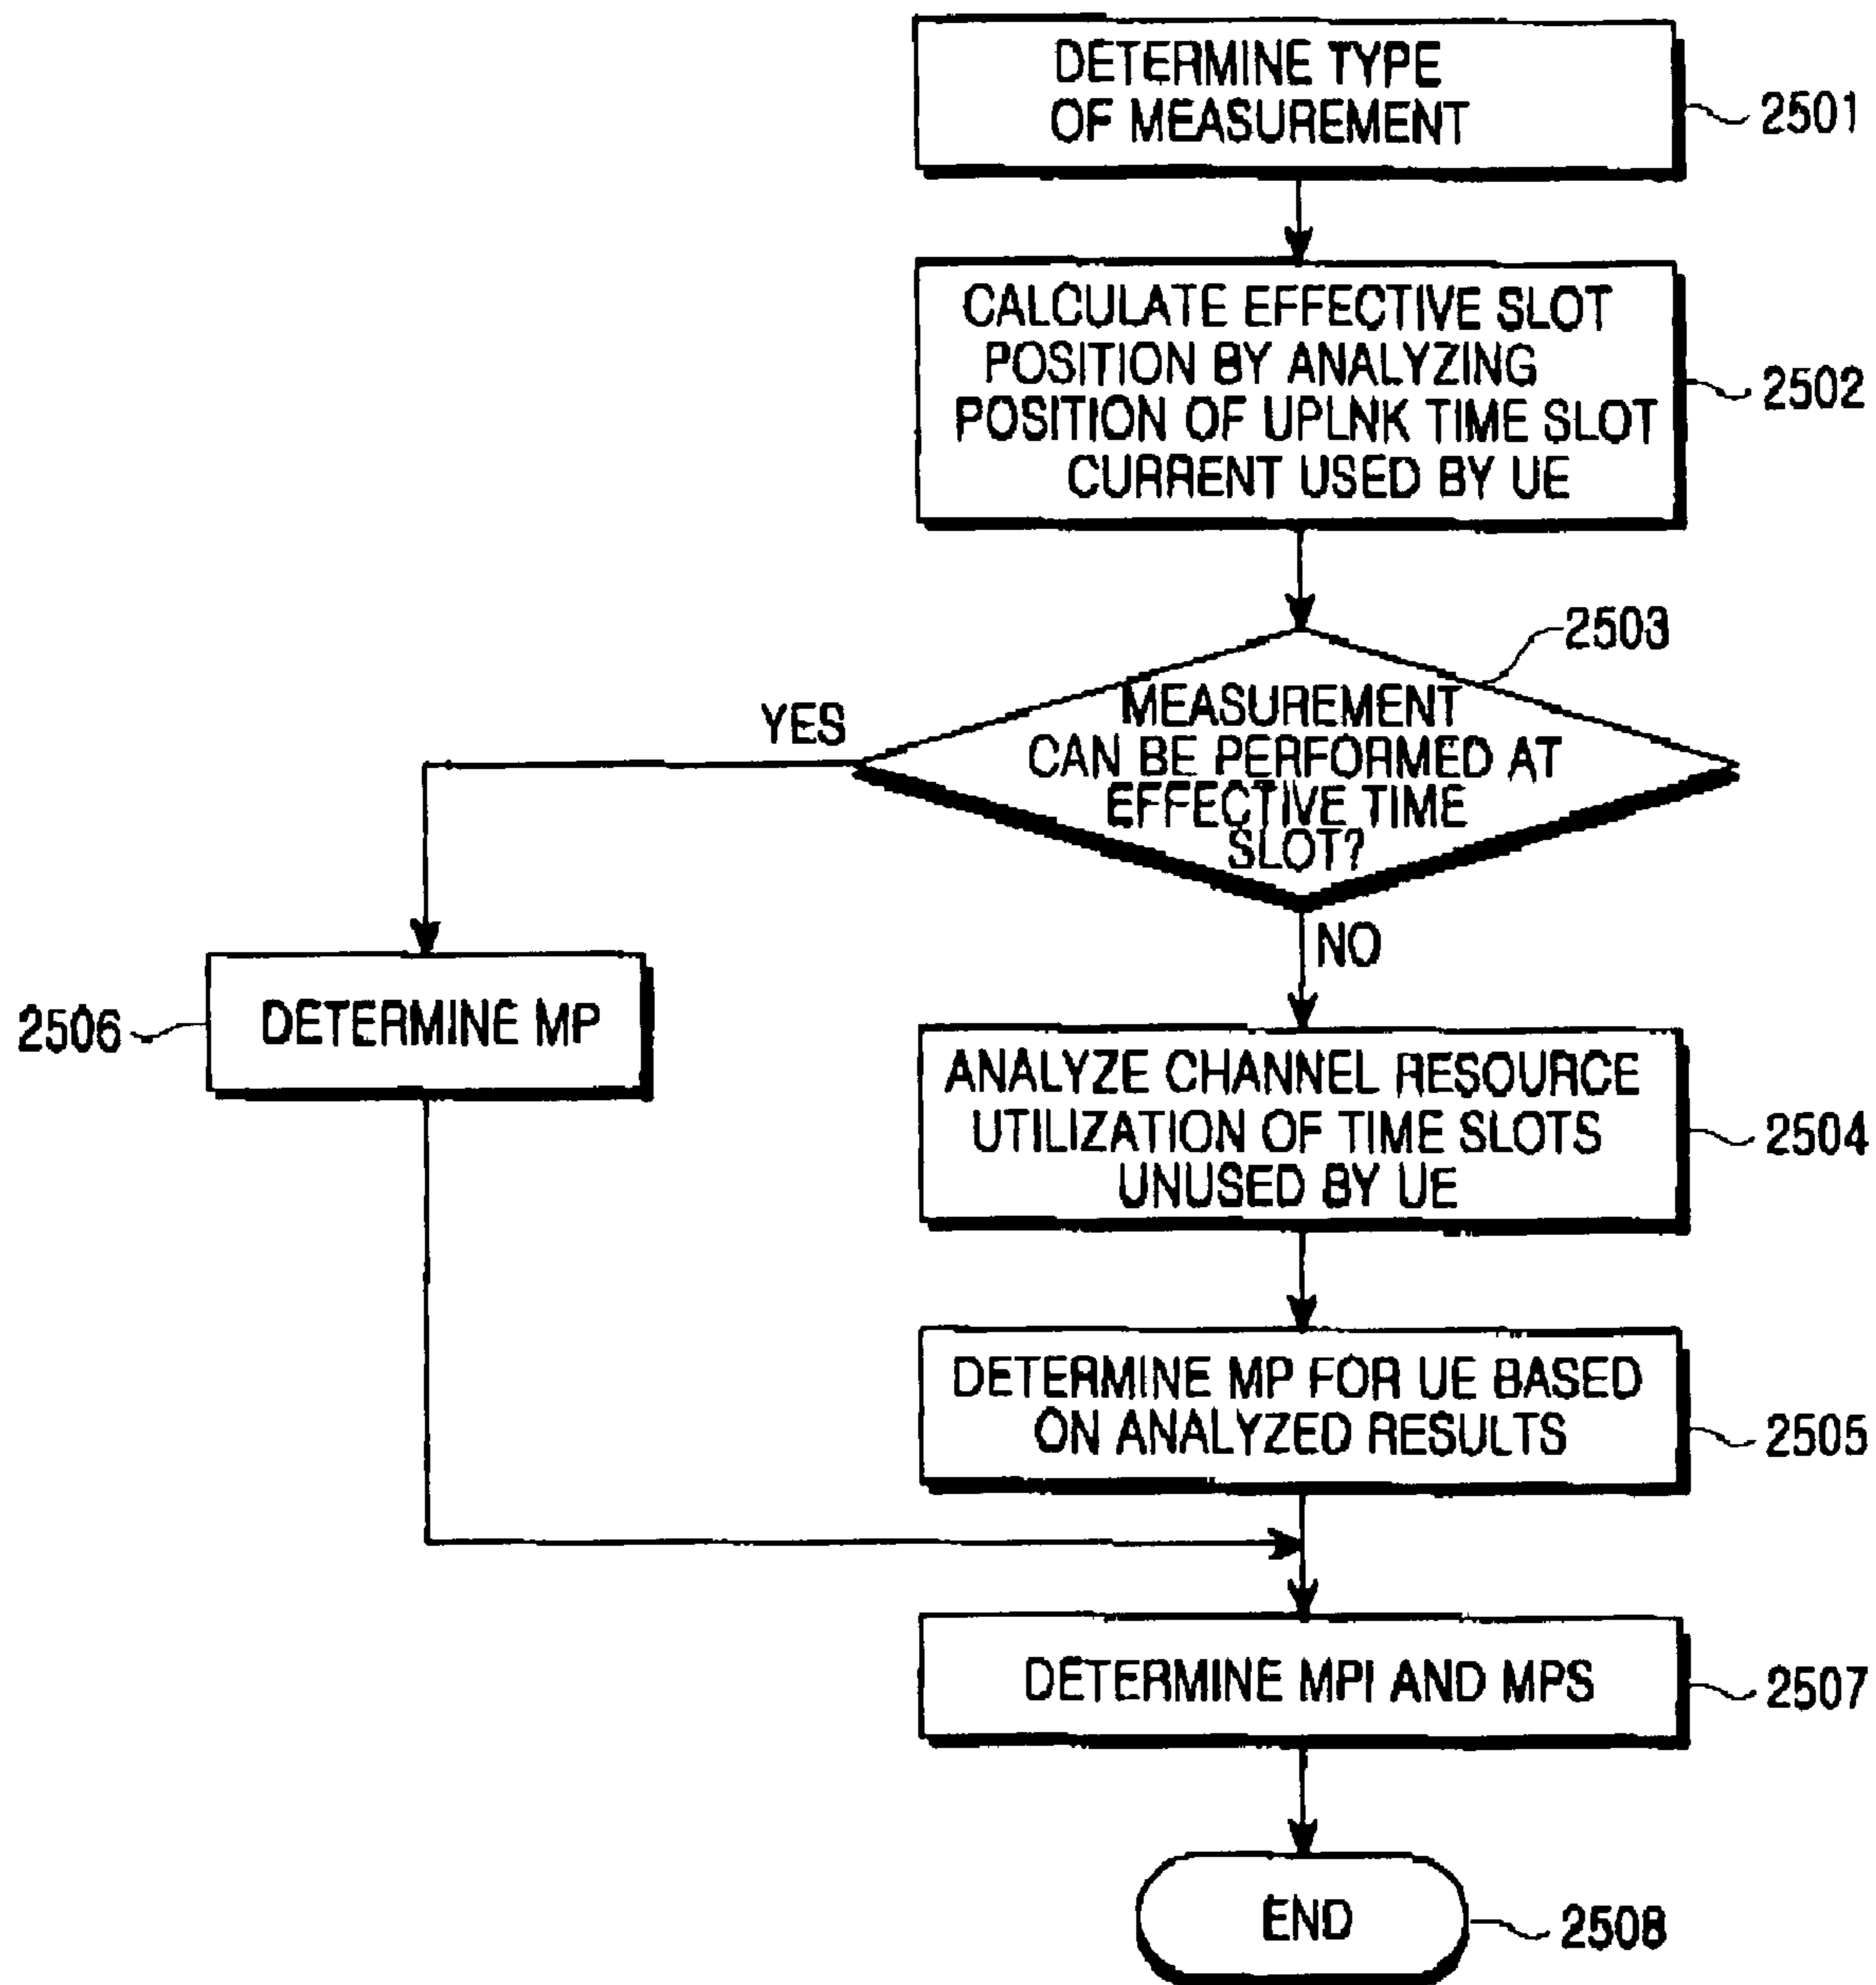 DETERMINE TYPE
OF MEASUREMENT
2501
CALCULATE EFFECTIVE SLOT
POSITION BY ANALYZING
POSITION OF UPLNK TIME SLOT
CURRENT USED BY UE
2502
2503
MEASUREMENT
CAN BE PERFORMED AT
EFFECTIVE TIME
SLOT?
YES
NO
2506
DETERMINE MP
ANALYZE CHANNEL RESOURCE
UTILIZATION OF TIME SLOTS
UNUSED BY UE
2504
DETERMINE MP FOR UE BASED
ON ANALYZED RESULTS
2505
DETERMINE MPI AND MPS
2507
END
2508